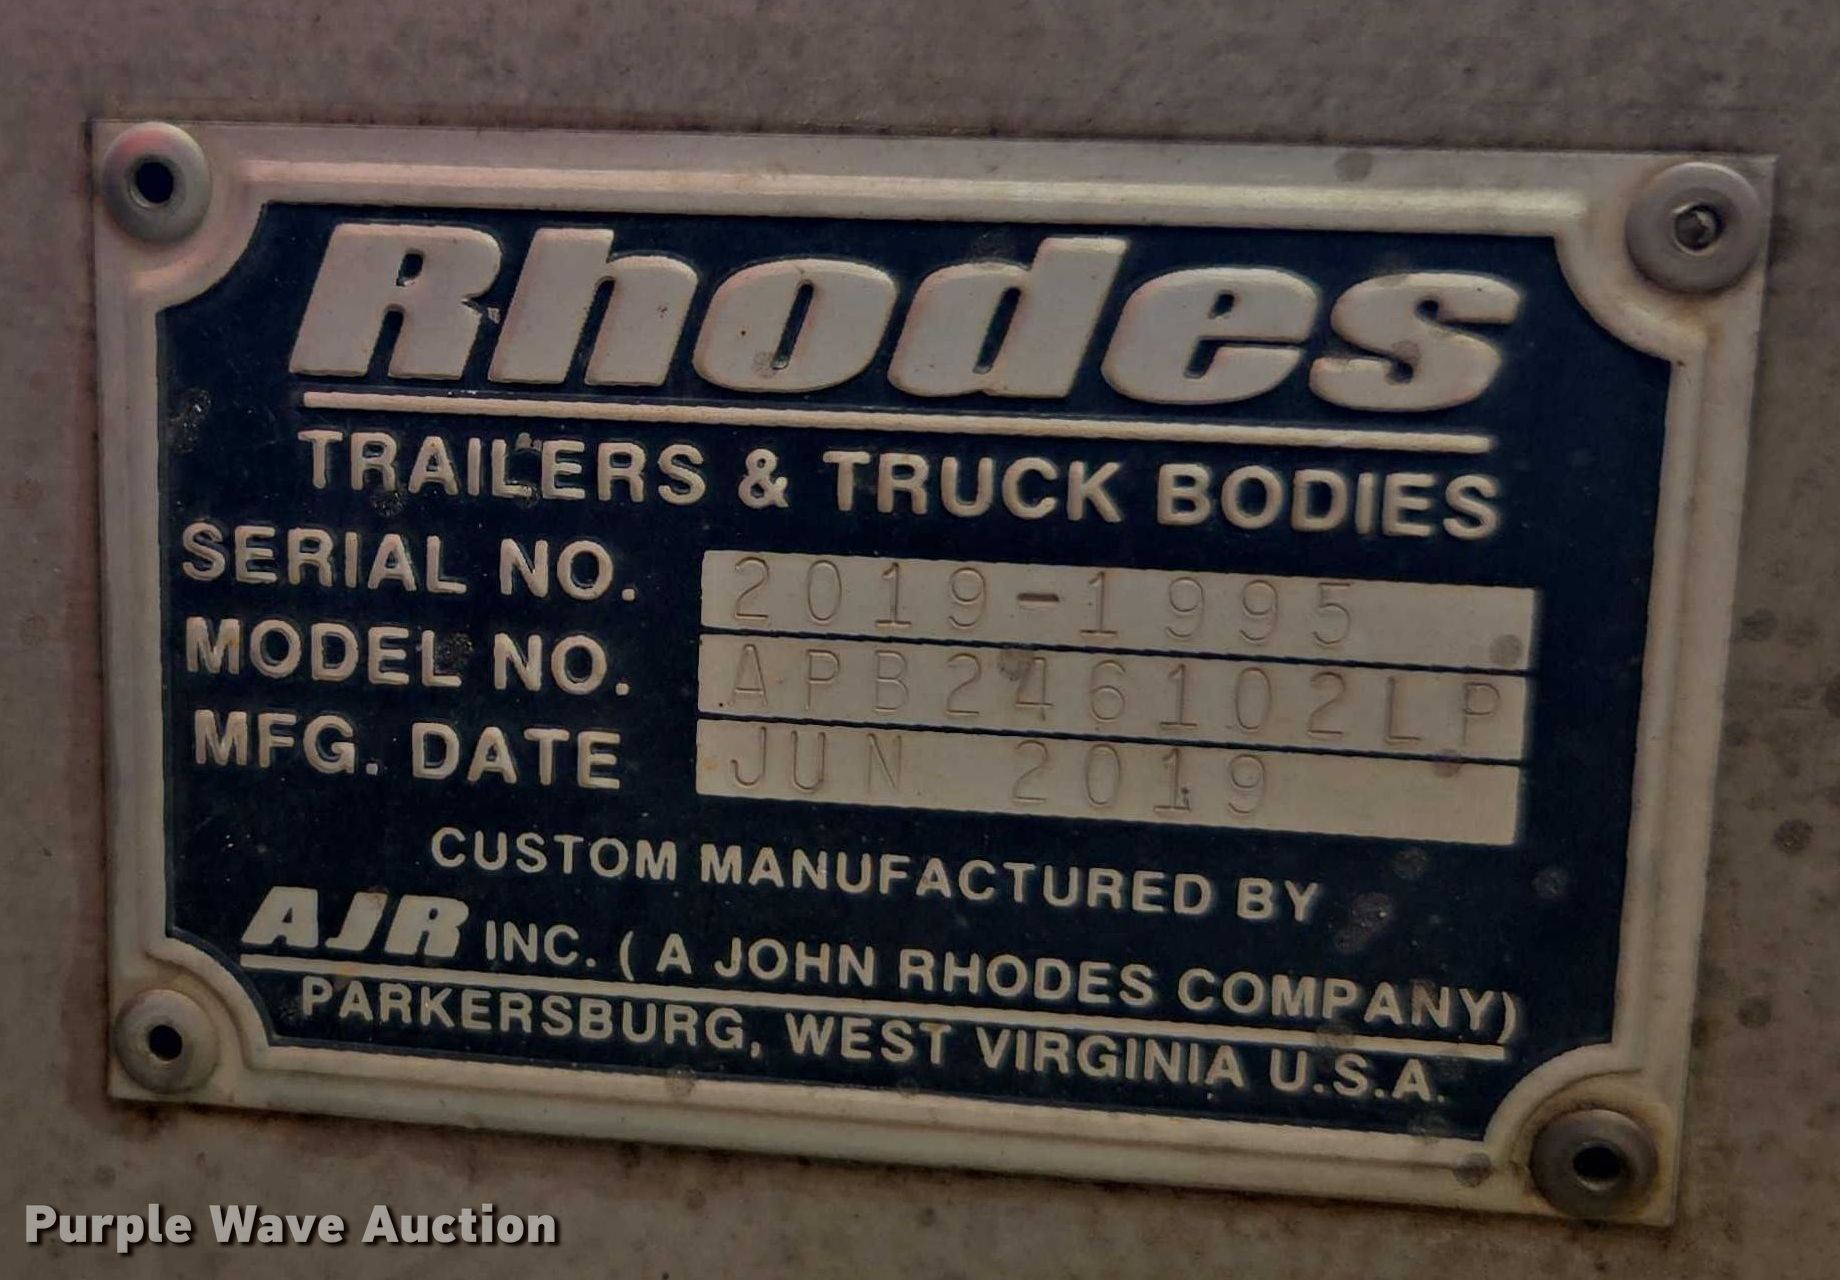 Rhodes
TRAILERS & TRUCK BODIES
SERIAL NO. 2019-1995
MODEL NO. APB246102LP
MFG. DATE JUN 2019
CUSTOM MANUFACTURED BY
AJR INC. ( A JOHN RHODES COMPANY)
PARKERSBURG, WEST VIRGINIA U.S.A.
Purple Wave Auction